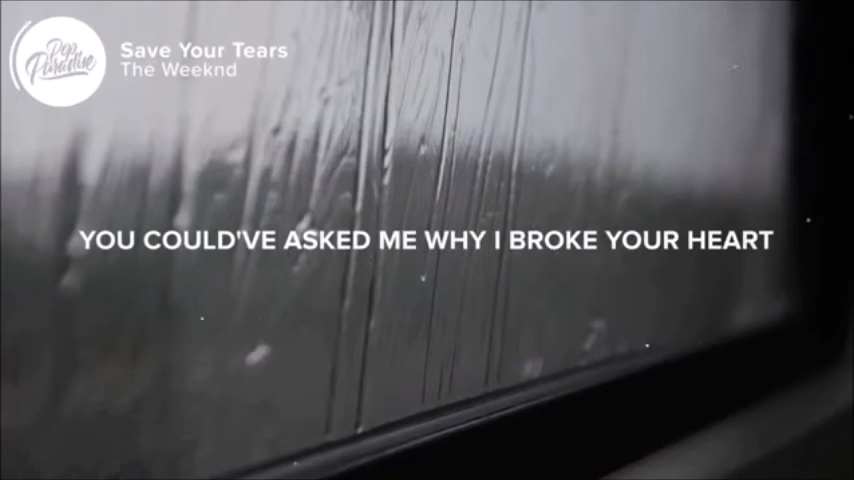 Pop
Paradise
Save Your Tears
The Weeknd
YOU COULD'VE ASKED ME WHY I BROKE YOUR HEART